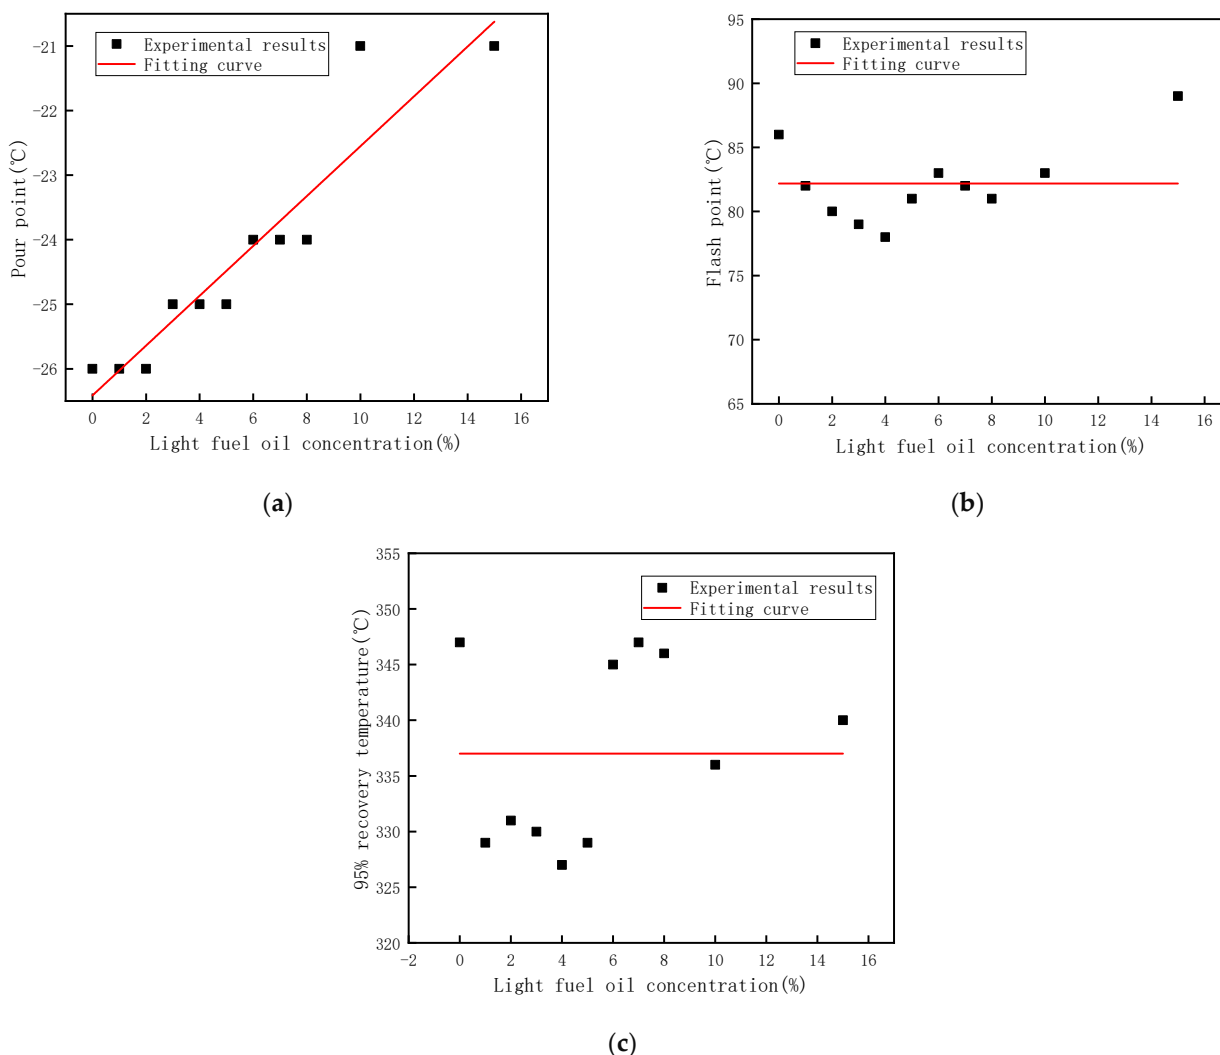 Experimental results
Fitting curve
-21
-22
-23
-24
-25
-26
Pour point(℃)
0 2 4 6 8 10 12 14 16
Light fuel oil concentration(%)
(a)
Experimental results
Fitting curve
95
90
85
80
75
70
65
Flash point(℃)
0 2 4 6 8 10 12 14 16
Light fuel oil concentration(%)
(b)
Experimental results
Fitting curve
355
350
345
340
335
330
325
320
95% recovery temperature(℃)
-2 0 2 4 6 8 10 12 14 16
Light fuel oil concentration(%)
(c)